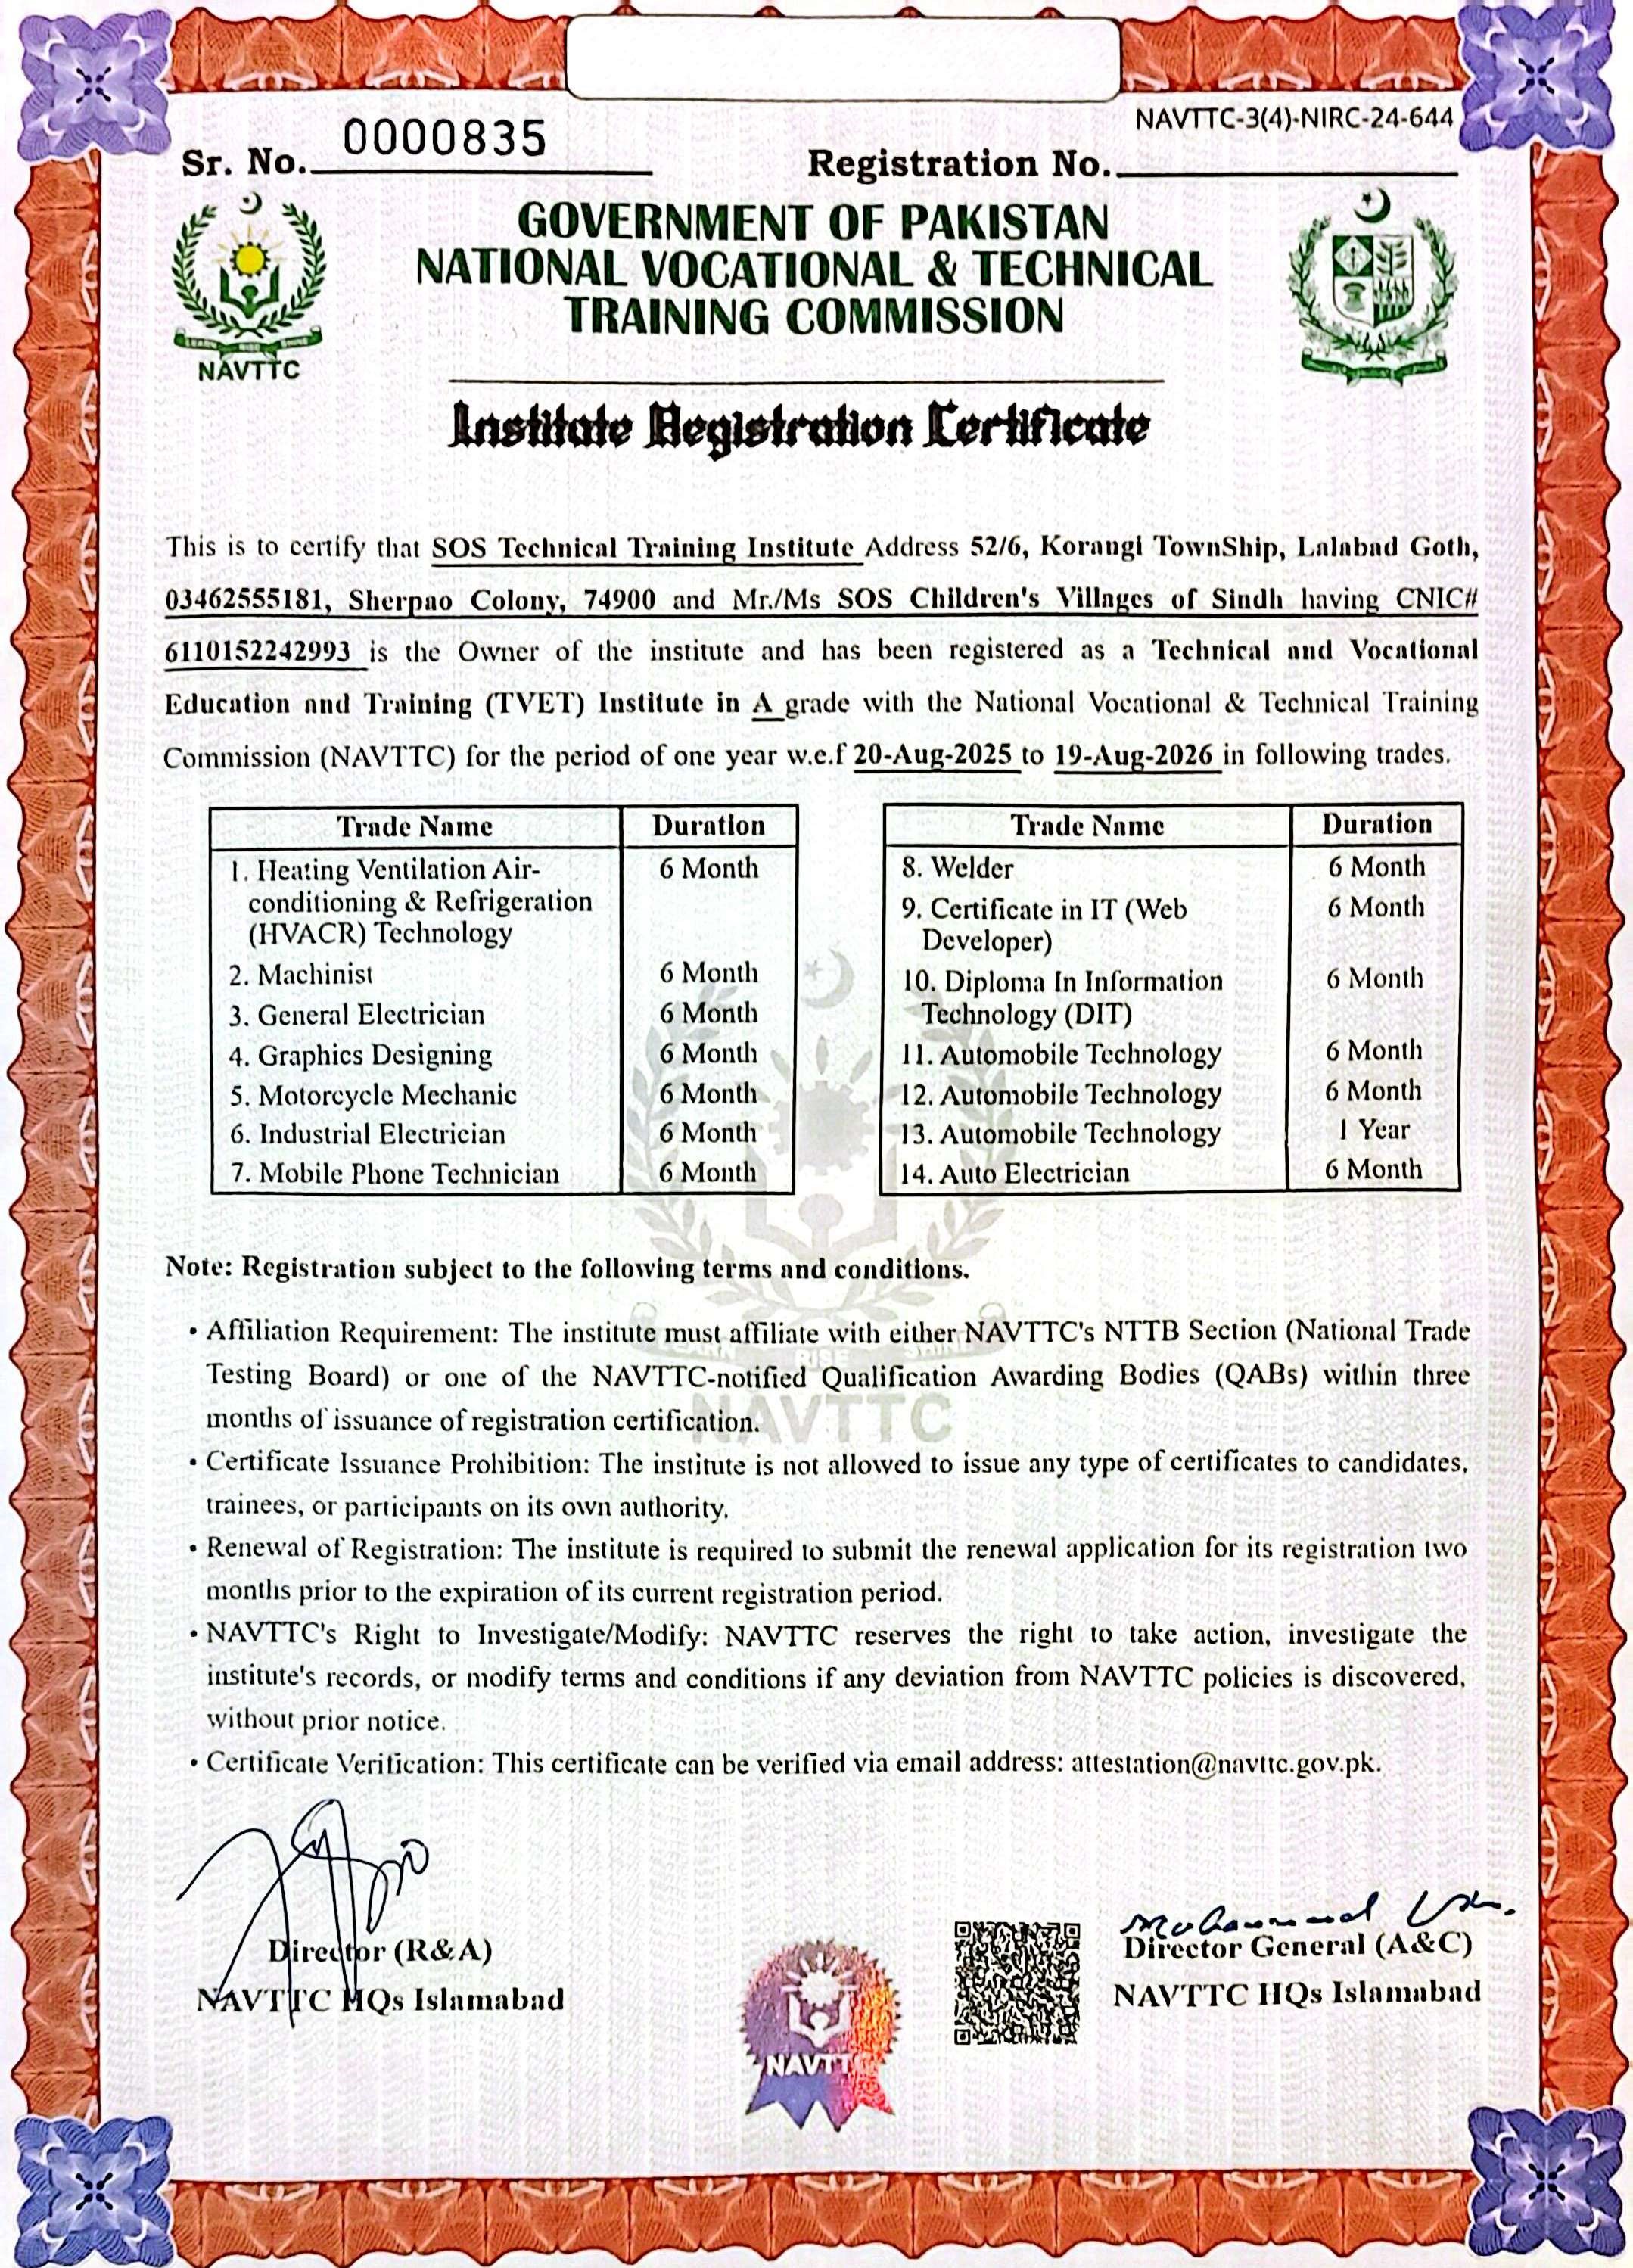 NAVTTC-3(4)-NIRC-24-644
Sr. No. 0000835
Registration No.
GOVERNMENT OF PAKISTAN
NATIONAL VOCATIONAL & TECHNICAL
TRAINING COMMISSION
LEARN RISE SHINE
NAVTTC
Institute Registration Certificate
This is to certify that SOS Technical Training Institute Address 52/6, Korangi TownShip, Lalabad Goth,
03462555181, Sherpao Colony, 74900 and Mr./Ms SOS Children's Villages of Sindh having CNIC#
6110152242993 is the Owner of the institute and has been registered as a Technical and Vocational
Education and Training (TVET) Institute in A grade with the National Vocational & Technical Training
Commission (NAVTTC) for the period of one year w.e.f 20-Aug-2025 to 19-Aug-2026 in following trades.
Trade Name Duration
1. Heating Ventilation Air- 6 Month
conditioning & Refrigeration
(HVACR) Technology
2. Machinist 6 Month
3. General Electrician 6 Month
4. Graphics Designing 6 Month
5. Motorcycle Mechanic 6 Month
6. Industrial Electrician 6 Month
7. Mobile Phone Technician 6 Month
Trade Name Duration
8. Welder 6 Month
9. Certificate in IT (Web 6 Month
Developer)
10. Diploma In Information 6 Month
Technology (DIT)
11. Automobile Technology 6 Month
12. Automobile Technology 6 Month
13. Automobile Technology 1 Year
14. Auto Electrician 6 Month
Note: Registration subject to the following terms and conditions.
• Affiliation Requirement: The institute must affiliate with either NAVTTC's NTTB Section (National Trade
Testing Board) or one of the NAVTTC-notified Qualification Awarding Bodies (QABs) within three
months of issuance of registration certification.
• Certificate Issuance Prohibition: The institute is not allowed to issue any type of certificates to candidates,
trainees, or participants on its own authority.
• Renewal of Registration: The institute is required to submit the renewal application for its registration two
months prior to the expiration of its current registration period.
• NAVTTC's Right to Investigate/Modify: NAVTTC reserves the right to take action, investigate the
institute's records, or modify terms and conditions if any deviation from NAVTTC policies is discovered,
without prior notice.
• Certificate Verification: This certificate can be verified via email address: attestation@navttc.gov.pk.
LEARN RISE SHINE
NAVTTC
Director (R&A)
NAVTTC HQs Islamabad
NAVTTC
Muhammad
Director General (A&C)
NAVTTC HQs Islamabad